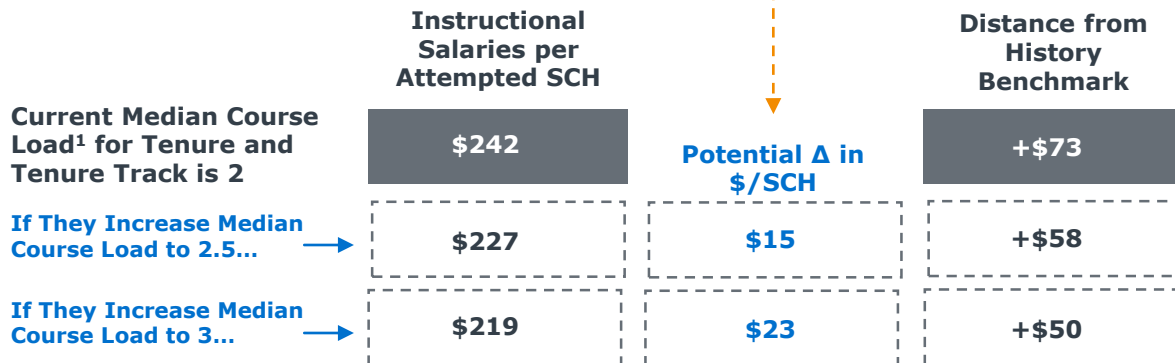 Instructional
Salaries per
Attempted SCH
Distance from
History
Benchmark
Current Median Course
Load¹ for Tenure and
Tenure Track is 2
$242
Potential Δ in
$/SCH
+$73
If They Increase Median
Course Load to 2.5...
$227
$15
+$58
If They Increase Median
Course Load to 3...
$219
$23
+$50